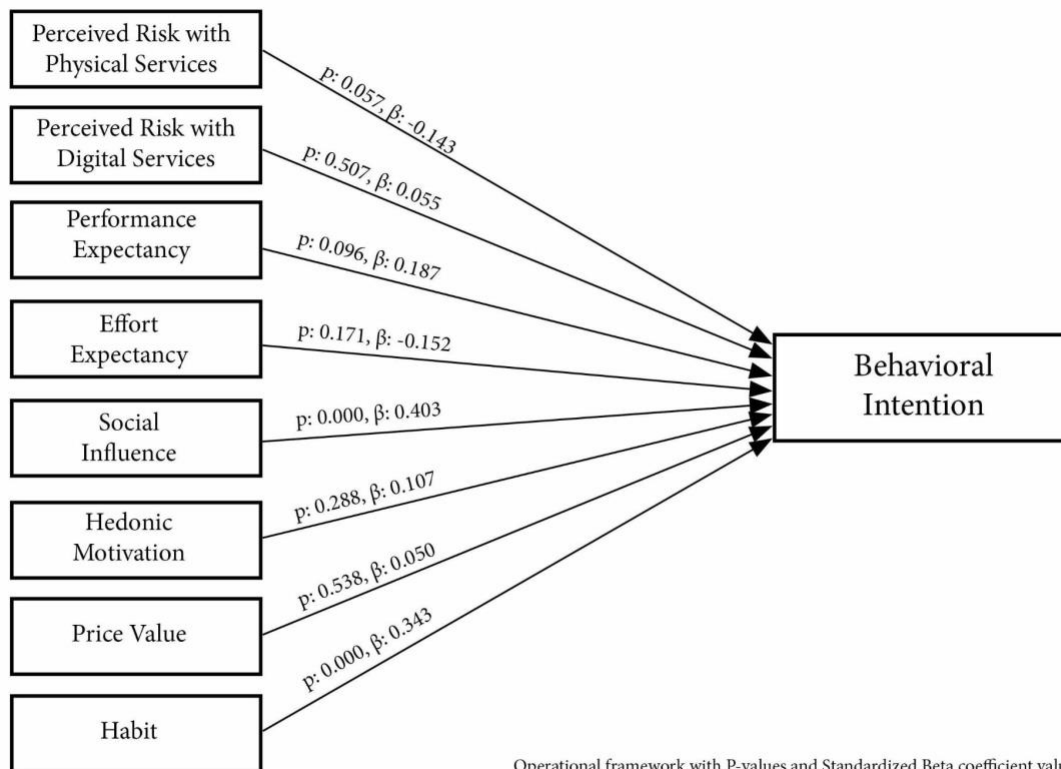 Perceived Risk with
Physical Services
p: 0.057, β: -0.143
Perceived Risk with
Digital Services
p: 0.507, β: 0.055
Performance
Expectancy
p: 0.096, β: 0.187
Effort
Expectancy
p: 0.171, β: -0.152
Social
Influence
p: 0.000, β: 0.403
Hedonic
Motivation
p: 0.288, β: 0.107
Price Value
p: 0.538, β: 0.050
Habit
p: 0.000, β: 0.343
Behavioral
Intention
Operational framework with P-values and Standardized Beta coefficient